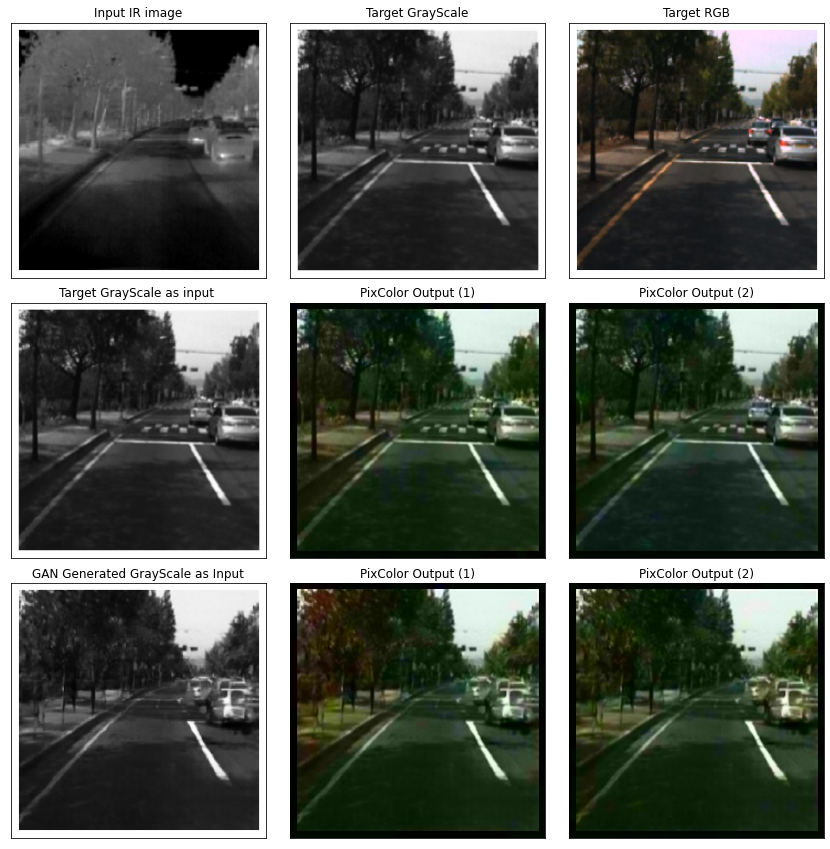 Input IR image
Target GrayScale
Target RGB
Target GrayScale as input
PixColor Output (1)
PixColor Output (2)
GAN Generated GrayScale as Input
PixColor Output (1)
PixColor Output (2)